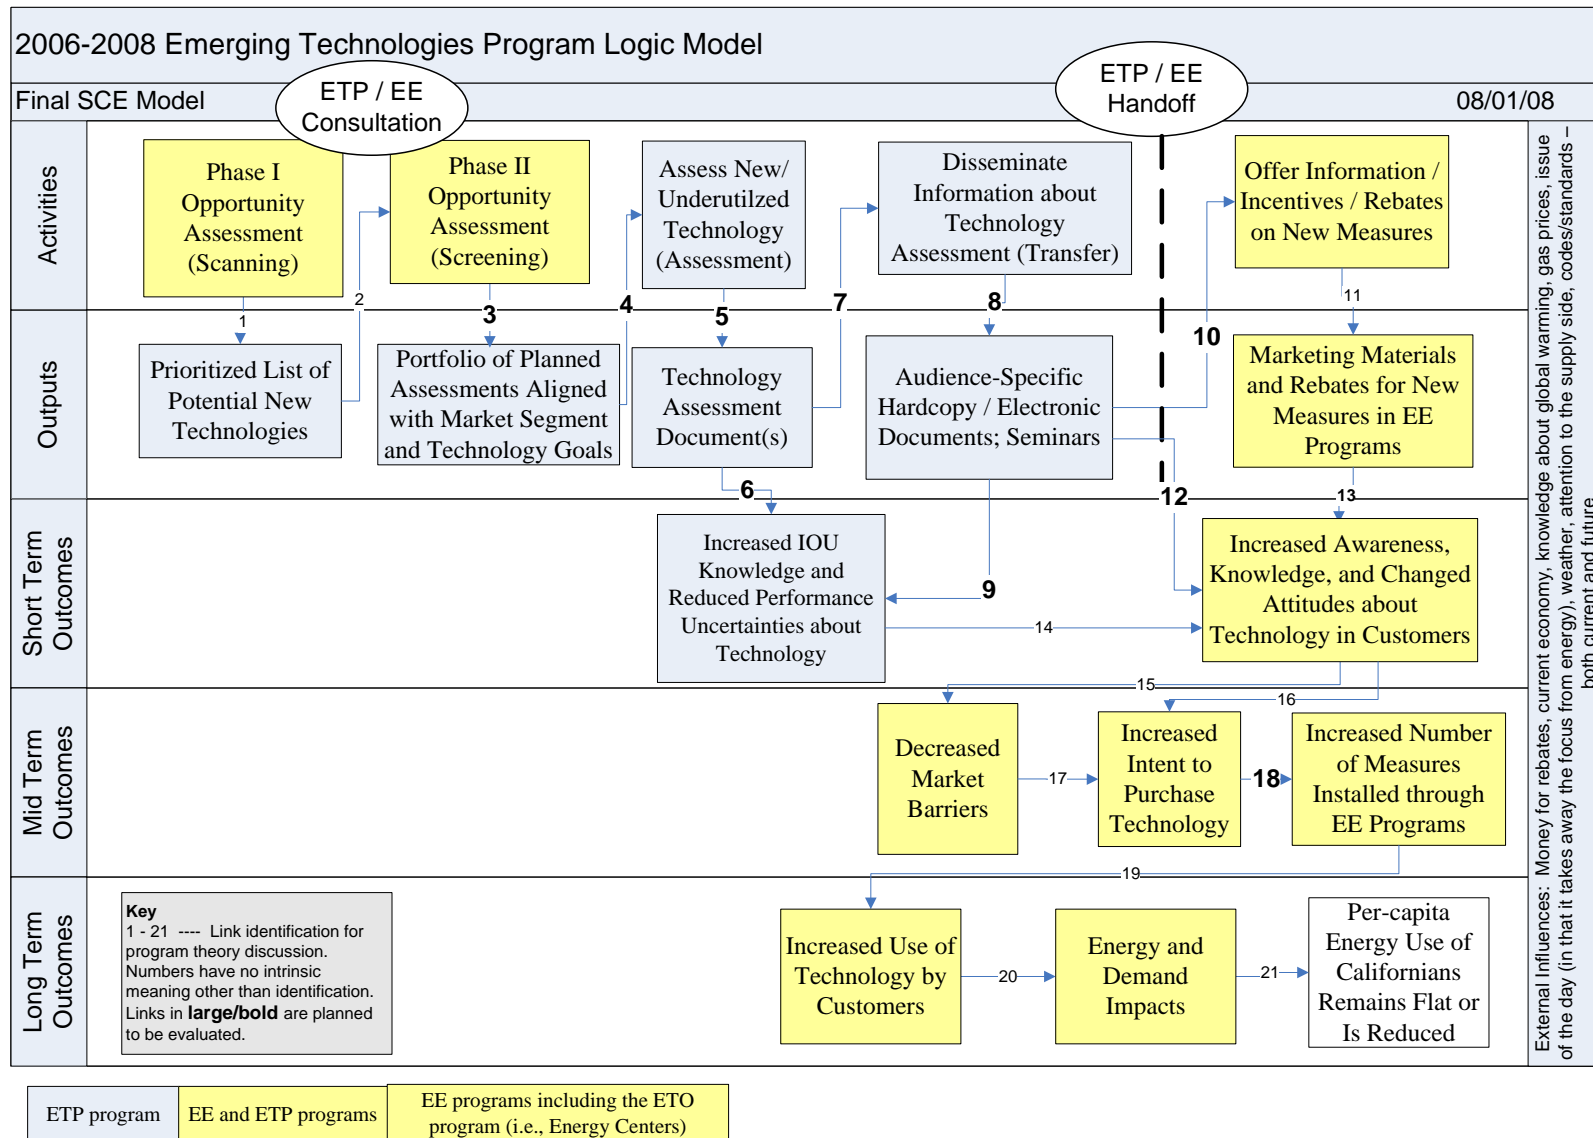 2006-2008 Emerging Technologies Program Logic Model
Final SCE Model
ETP / EE
Consultation
ETP / EE
Handoff
08/01/08
Activities
Phase I
Opportunity
Assessment
(Scanning)
Phase II
Opportunity
Assessment
(Screening)
Assess New/
Underutilzed
Technology
(Assessment)
Disseminate
Information about
Technology
Assessment (Transfer)
Offer Information /
Incentives / Rebates
on New Measures
1
2
3
4
5
7
8
10
11
Outputs
Prioritized List of
Potential New
Technologies
Portfolio of Planned
Assessments Aligned
with Market Segment
and Technology Goals
Technology
Assessment
Document(s)
Audience-Specific
Hardcopy / Electronic
Documents; Seminars
Marketing Materials
and Rebates for New
Measures in EE
Programs
6
12
13
Short Term
Outcomes
Increased IOU
Knowledge and
Reduced Performance
Uncertainties about
Technology
9
14
Increased Awareness,
Knowledge, and Changed
Attitudes about
Technology in Customers
15
16
Mid Term
Outcomes
Decreased
Market
Barriers
17
Increased
Intent to
Purchase
Technology
18
Increased Number
of Measures
Installed through
EE Programs
19
Long Term
Outcomes
Key
1 - 21 ---- Link identification for
program theory discussion.
Numbers have no intrinsic
meaning other than identification.
Links in large/bold are planned
to be evaluated.
Increased Use of
Technology by
Customers
20
Energy and
Demand
Impacts
21
Per-capita
Energy Use of
Californians
Remains Flat or
Is Reduced
External Influences: Money for rebates, current economy, knowledge about global warming, gas prices, issue
of the day (in that it takes away the focus from energy), weather, attention to the supply side, codes/standards –
both current and future
ETP program
EE and ETP programs
EE programs including the ETO
program (i.e., Energy Centers)